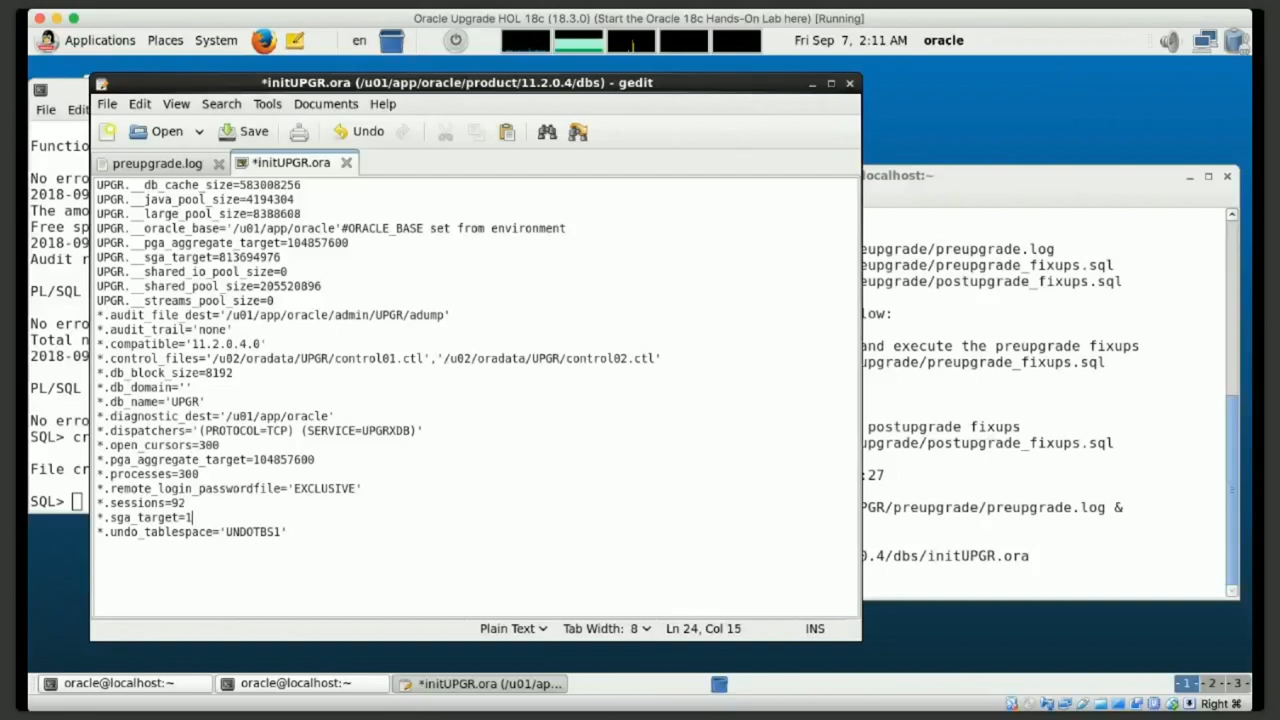 Oracle Upgrade HOL 18c (18.3.0) (Start the Oracle 18c Hands-On Lab here) [Running]
Applications Places System en Fri Sep 7, 2:11 AM oracle
*initUPGR.ora (/u01/app/oracle/product/11.2.0.4/dbs) - gedit
File Edit View Search Tools Documents Help
Open Save Undo
preupgrade.log *initUPGR.ora
UPGR.__db_cache_size=583008256
UPGR.__java_pool_size=4194304
UPGR.__large_pool_size=8388608
UPGR.__oracle_base='/u01/app/oracle'#ORACLE_BASE set from environment
UPGR.__pga_aggregate_target=104857600
UPGR.__sga_target=813694976
UPGR.__shared_io_pool_size=0
UPGR.__shared_pool_size=205520896
UPGR.__streams_pool_size=0
*.audit_file_dest='/u01/app/oracle/admin/UPGR/adump'
*.audit_trail='none'
*.compatible='11.2.0.4.0'
*.control_files='/u02/oradata/UPGR/control01.ctl','/u02/oradata/UPGR/control02.ctl'
*.db_block_size=8192
*.db_domain=''
*.db_name='UPGR'
*.diagnostic_dest='/u01/app/oracle'
*.dispatchers='(PROTOCOL=TCP) (SERVICE=UPGRXDB)'
*.open_cursors=300
*.pga_aggregate_target=104857600
*.processes=300
*.remote_login_passwordfile='EXCLUSIVE'
*.sessions=92
*.sga_target=1
*.undo_tablespace='UNDOTBS1'
Plain Text Tab Width: 8 Ln 24, Col 15 INS
File Edi
Functio
No erro
2018-09
The amo
Free sp
2018-09
Audit r
PL/SQL
No erro
Total n
2018-09
PL/SQL
No erro
SQL> cr
File cr
SQL>
localhost:~
eupgrade/preupgrade.log
eupgrade/preupgrade_fixups.sql
upgrade/postupgrade_fixups.sql
low:
and execute the preupgrade fixups
upgrade/preupgrade_fixups.sql
postupgrade fixups
upgrade/postupgrade_fixups.sql
:27
PGR/preupgrade/preupgrade.log &
0.4/dbs/initUPGR.ora
oracle@localhost:~ oracle@localhost:~ *initUPGR.ora (/u01/ap... - 1 - - 2 - - 3 -
Right ⌘